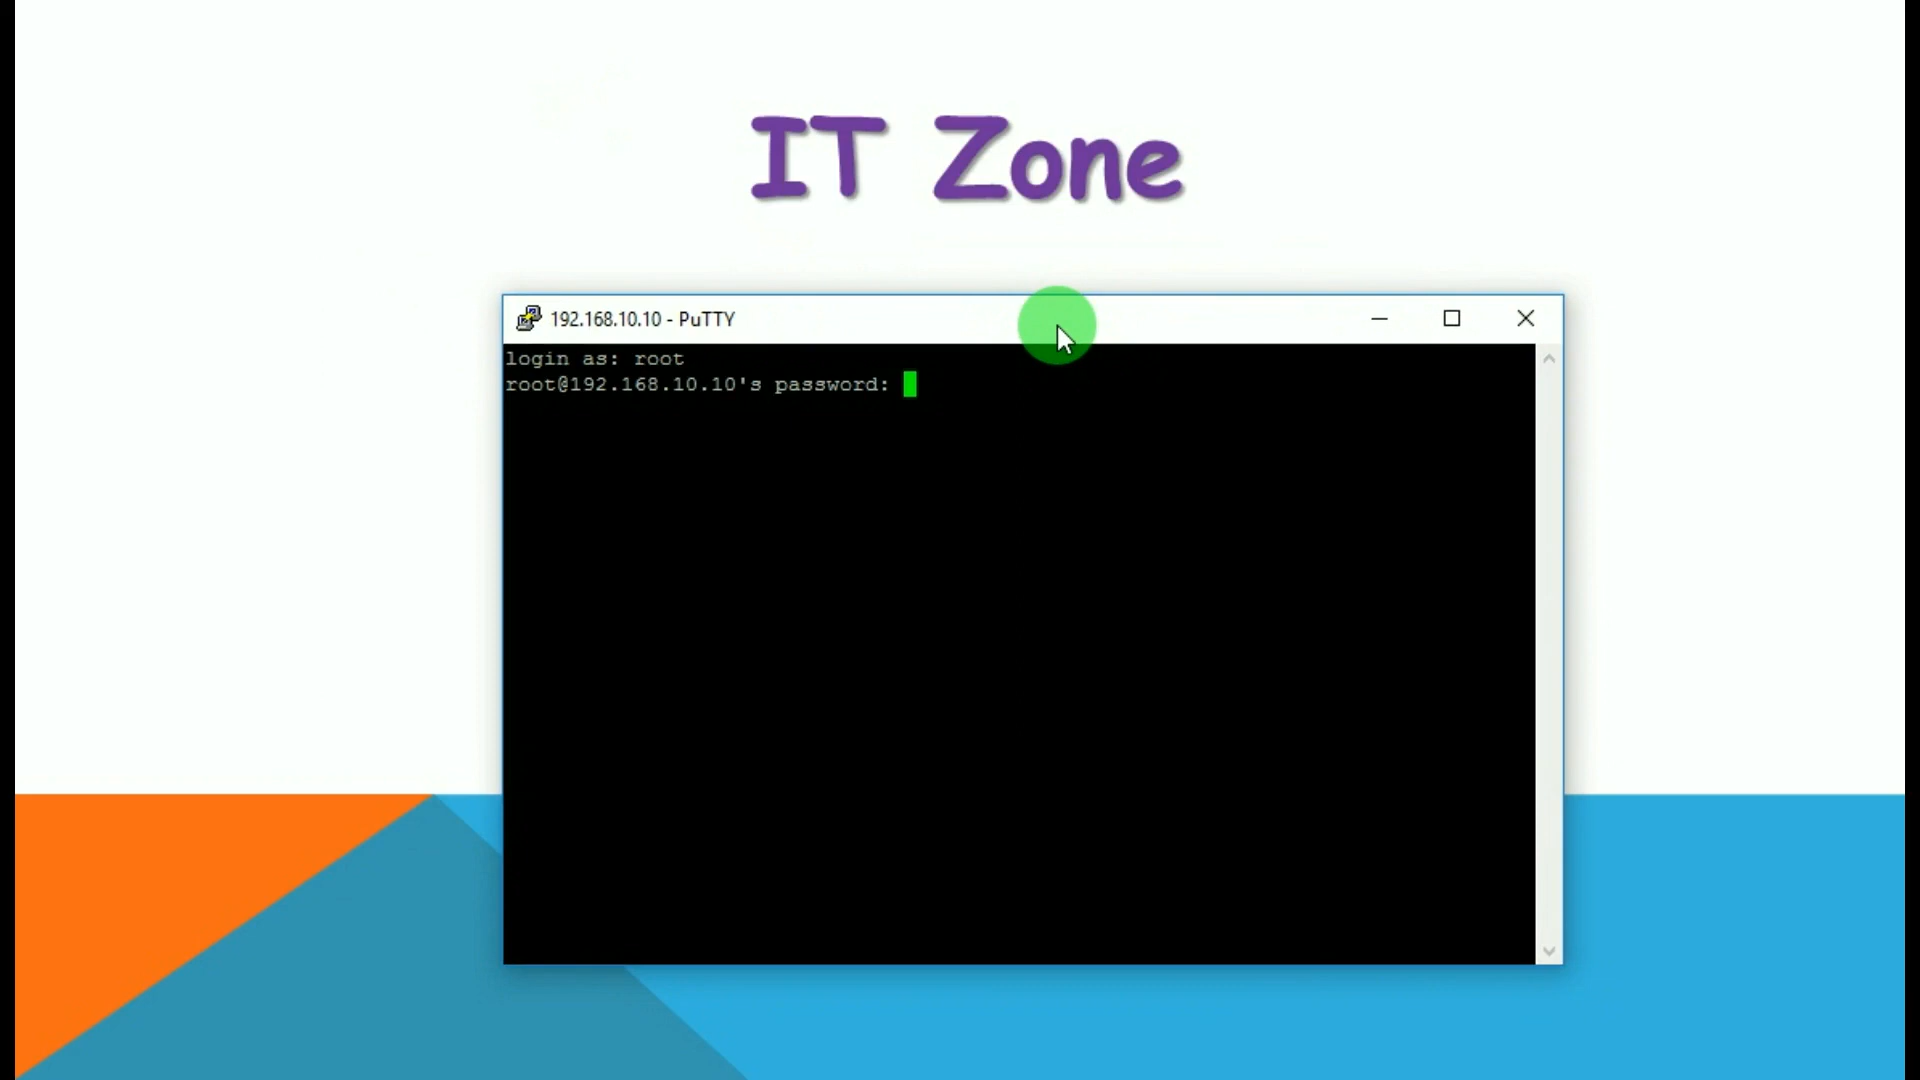 IT Zone
192.168.10.10 - PuTTY
login as: root
root@192.168.10.10's password: